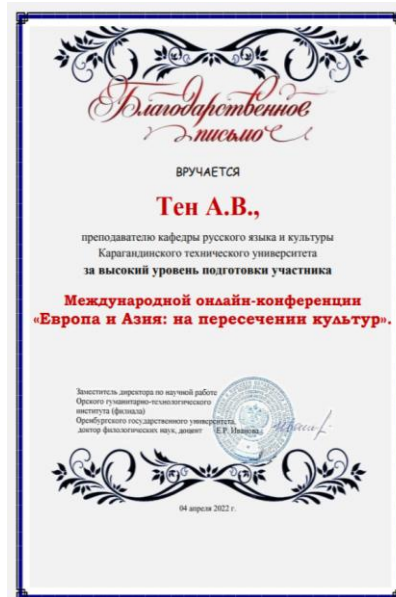 Благодарственное
письмо
ВРУЧАЕТСЯ
Тен А.В.,
преподавателю кафедры русского языка и культуры
Карагандинского технического университета
за высокий уровень подготовки участника
Международной онлайн-конференции
«Европа и Азия: на пересечении культур».
Заместитель директора по научной работе
Орского гуманитарно-технологического
института (филиала)
Оренбургского государственного университета,
доктор филологических наук, доцент Е.Р. Иванова
04 апреля 2022 г.